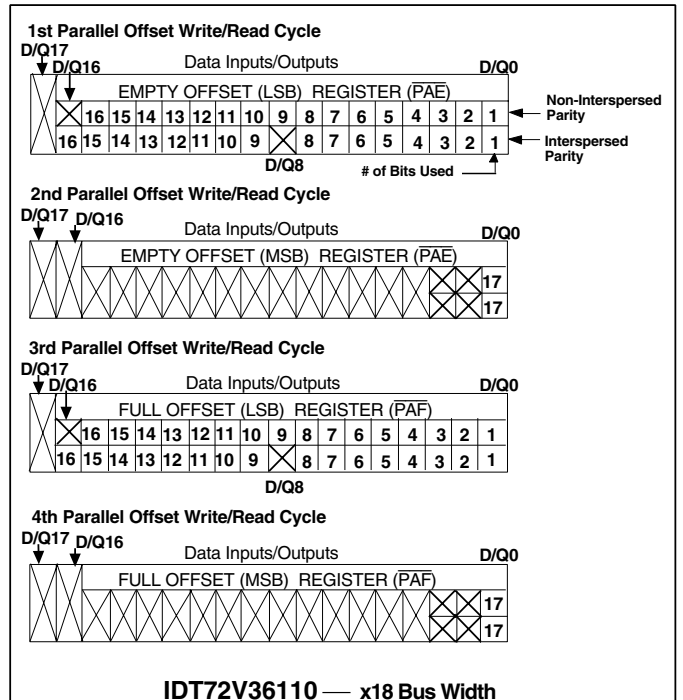 1st Parallel Offset Write/Read Cycle
D/Q17
D/Q16 Data Inputs/Outputs D/Q0
EMPTY OFFSET (LSB) REGISTER (PAE)
16 15 14 13 12 11 10 9 8 7 6 5 4 3 2 1 Non-Interspersed Parity
16 15 14 13 12 11 10 9 8 7 6 5 4 3 2 1 Interspersed Parity
D/Q8
# of Bits Used
2nd Parallel Offset Write/Read Cycle
D/Q17 D/Q16
Data Inputs/Outputs D/Q0
EMPTY OFFSET (MSB) REGISTER (PAE)
17
17
3rd Parallel Offset Write/Read Cycle
D/Q17
D/Q16 Data Inputs/Outputs D/Q0
FULL OFFSET (LSB) REGISTER (PAF)
16 15 14 13 12 11 10 9 8 7 6 5 4 3 2 1
16 15 14 13 12 11 10 9 8 7 6 5 4 3 2 1
D/Q8
4th Parallel Offset Write/Read Cycle
D/Q17 D/Q16
Data Inputs/Outputs D/Q0
FULL OFFSET (MSB) REGISTER (PAF)
17
17
IDT72V36110 — x18 Bus Width